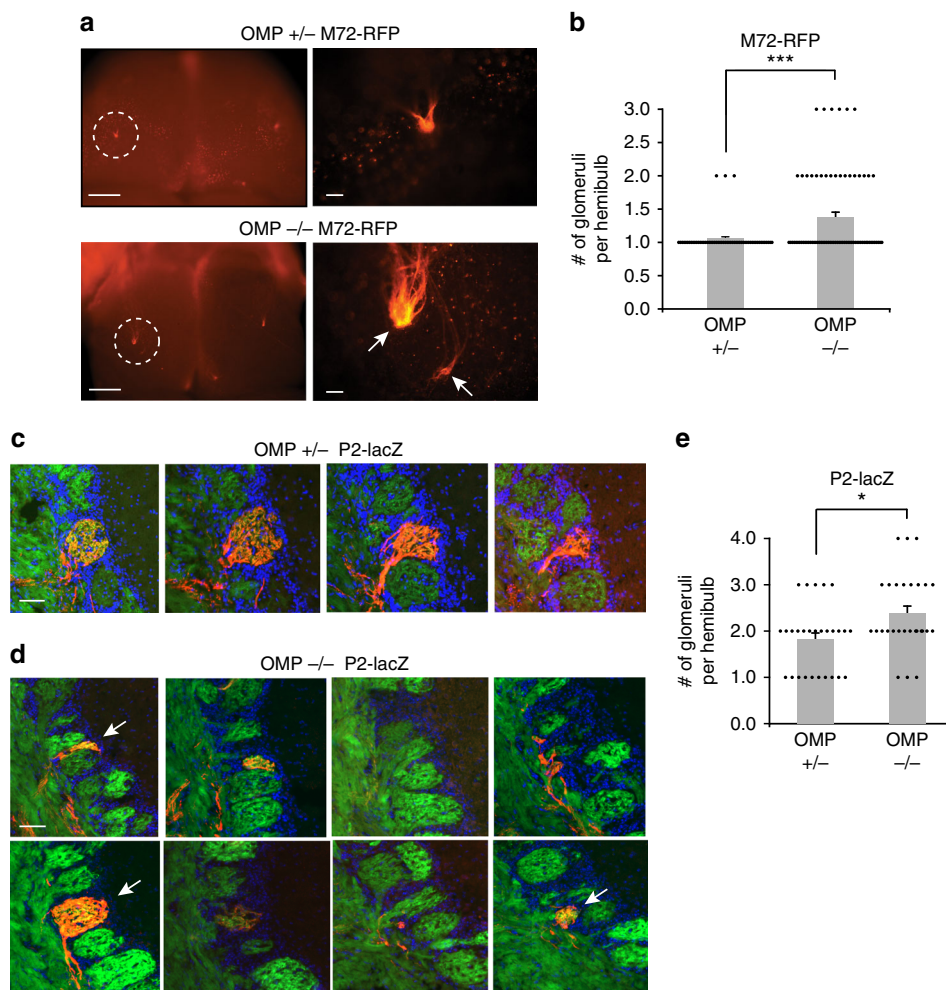 a
OMP +/– M72-RFP
OMP –/– M72-RFP
b
M72-RFP
***
# of glomeruli
per hemibulb
3.0
2.5
2.0
1.5
1.0
0.5
0.0
OMP
+/–
OMP
–/–
c
OMP +/– P2-lacZ
d
OMP –/– P2-lacZ
e
P2-lacZ
*
# of glomeruli
per hemibulb
4.0
3.0
2.0
1.0
0.0
OMP
+/–
OMP
–/–